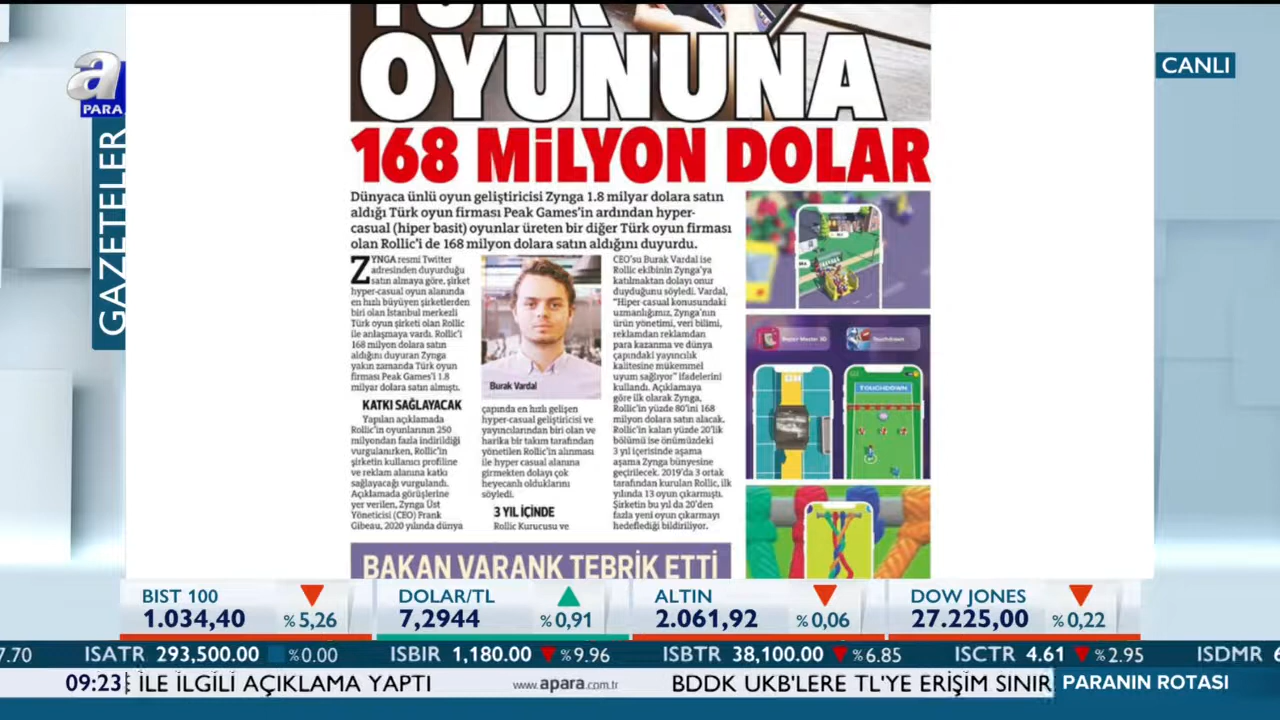 TÜRK
OYUNUNA
168 MİLYON DOLAR
Dünyaca ünlü oyun geliştiricisi Zynga 1.8 milyar dolara satın
aldığı Türk oyun firması Peak Games'in ardından hyper-
casual (hiper basit) oyunlar üreten bir diğer Türk oyun firması
olan Rollic'i de 168 milyon dolara satın aldığını duyurdu.
ZYNGA resmi Twitter
adresinden duyurduğu
satın almaya göre, şirket
hyper-casual oyun alanında
en hızlı büyüyen şirketlerden
biri olan İstanbul merkezli
Türk oyun şirketi olan Rollic
ile anlaşmaya vardı. Rollic'i
168 milyon dolara satın
aldığını duyuran Zynga
yakın zamanda Türk oyun
firması Peak Games'i 1.8
milyar dolara satın almıştı.
KATKI SAĞLAYACAK
Yapılan açıklamada
Rollic'in oyunlarının 250
milyondan fazla indirildiği
vurgulanırken, Rollic'in
şirketin kullanıcı profiline
ve reklam alanına katkı
sağlayacağı vurgulandı.
Açıklamada görüşlerine
yer verilen, Zynga Üst
Yöneticisi (CEO) Frank
Gibeau, 2020 yılında dünya
Burak Vardal
çapında en hızlı gelişen
hyper-casual geliştiricisi ve
yayıncılarından biri olan ve
harika bir takım tarafından
yönetilen Rollic'in alınması
ile hyper casual alanına
girmekten dolayı çok
heyecanlı olduklarını
söyledi.
3 YIL İÇİNDE
Rollic Kurucusu ve
CEO'su Burak Vardal ise
Rollic ekibinin Zynga'ya
katılmaktan dolayı onur
duyduğunu söyledi. Vardal,
"Hiper-casual konusundaki
uzmanlığımız, Zynga'nın
ürün yönetimi, veri bilimi,
reklamdan reklamdan
para kazanma ve dünya
çapındaki yayıncılık
kalitesine mükemmel
uyum sağlıyor" ifadelerini
kullandı. Açıklamaya
göre ilk olarak Zynga,
Rollic'in yüzde 80'ini 168
milyon dolara satın alacak.
Rollic'in kalan yüzde 20'lik
bölümü ise önümüzdeki
3 yıl içerisinde aşama
aşama Zynga bünyesine
geçirilecek. 2019'da 3 ortak
tarafından kurulan Rollic, ilk
yılında 13 oyun çıkarmıştı.
Şirketin bu yıl da 20'den
fazla yeni oyun çıkarmayı
hedeflediği bildiriliyor.
Repair Master 3D
Touchdown
TOUCHDOWN
BAKAN VARANK TEBRİK ETTİ
a
PARA
GAZETELER
CANLI
BIST 100
1.034,40 %5,26
DOLAR/TL
7,2944 %0,91
ALTIN
2.061,92 %0,06
DOW JONES
27.225,00 %0,22
7.70 ISATR 293,500.00 %0.00 ISBIR 1,180.00 %9.96 ISBTR 38,100.00 %6.85 ISCTR 4.61 %2.95 ISDMR 6
09:23 İLE İLGİLİ AÇIKLAMA YAPTI www.apara.com.tr BDDK UKB'LERE TL'YE ERİŞİM SINIR PARANIN ROTASI